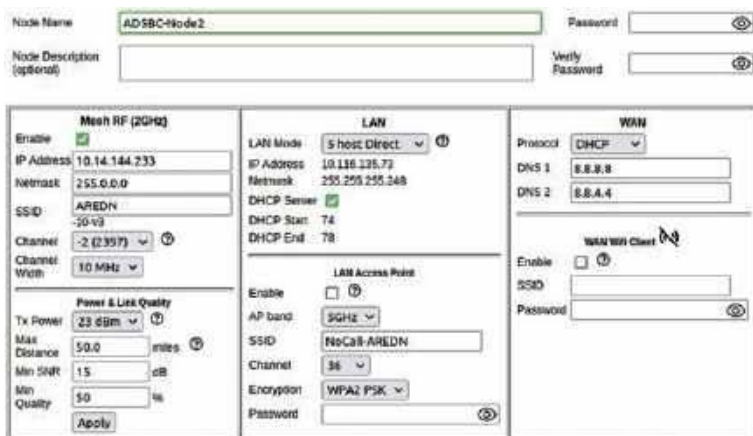 Node Name ADSBC-Node2 Password
Node Description (optional) Verify Password
Mesh RF (2GHz)
Enable
IP Address 10.14.144.233
Netmask 255.0.0.0
SSID AREDN
-10-v3
Channel -2 (2397)
Channel Width 10 MHz
Power & Link Quality
Tx Power 23 dBm
Max Distance 50.0 miles
Min SNR 15 dB
Min Quality 50 %
Apply
LAN
LAN Mode 5 host Direct
IP Address 10.116.135.73
Netmask 255.255.255.248
DHCP Server
DHCP Start 74
DHCP End 78
LAN Access Point
Enable
AP band 5GHz
SSID NoCall-AREDN
Channel 36
Encryption WPA2 PSK
Password
WAN
Protocol DHCP
DNS 1 8.8.8.8
DNS 2 8.8.4.4
WAN Wifi Client
Enable
SSID
Password